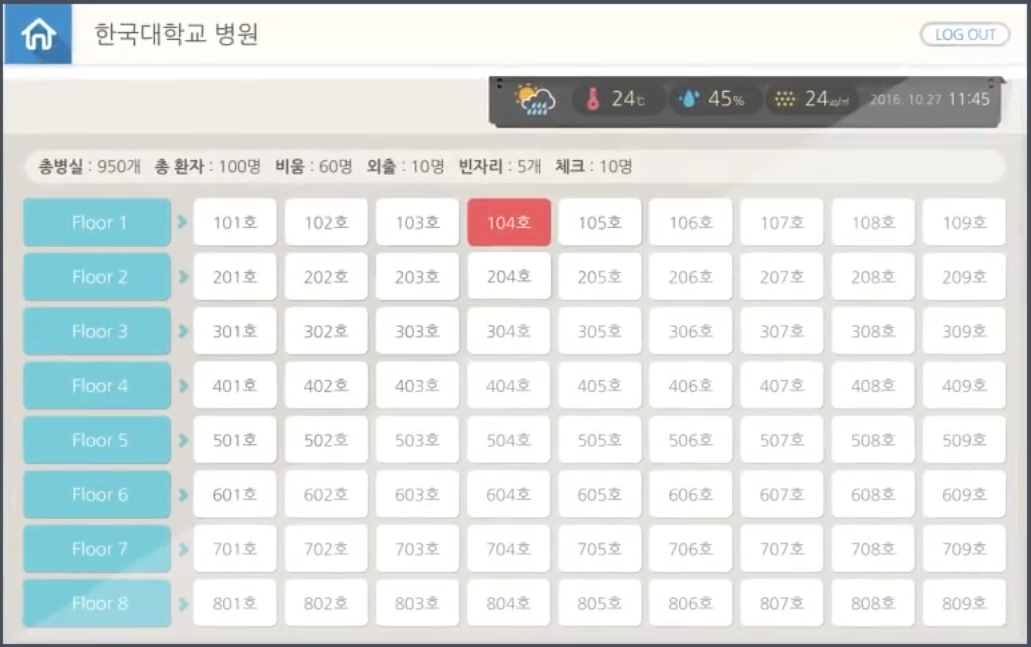 한국대학교 병원
LOG OUT
24℃ 45% 24㎍/㎥ 2016. 10. 27 11:45
총병실 : 950개 총 환자 : 100명 비움 : 60명 외출 : 10명 빈자리 : 5개 체크 : 10명
Floor 1 101호 102호 103호 104호 105호 106호 107호 108호 109호
Floor 2 201호 202호 203호 204호 205호 206호 207호 208호 209호
Floor 3 301호 302호 303호 304호 305호 306호 307호 308호 309호
Floor 4 401호 402호 403호 404호 405호 406호 407호 408호 409호
Floor 5 501호 502호 503호 504호 505호 506호 507호 508호 509호
Floor 6 601호 602호 603호 604호 605호 606호 607호 608호 609호
Floor 7 701호 702호 703호 704호 705호 706호 707호 708호 709호
Floor 8 801호 802호 803호 804호 805호 806호 807호 808호 809호